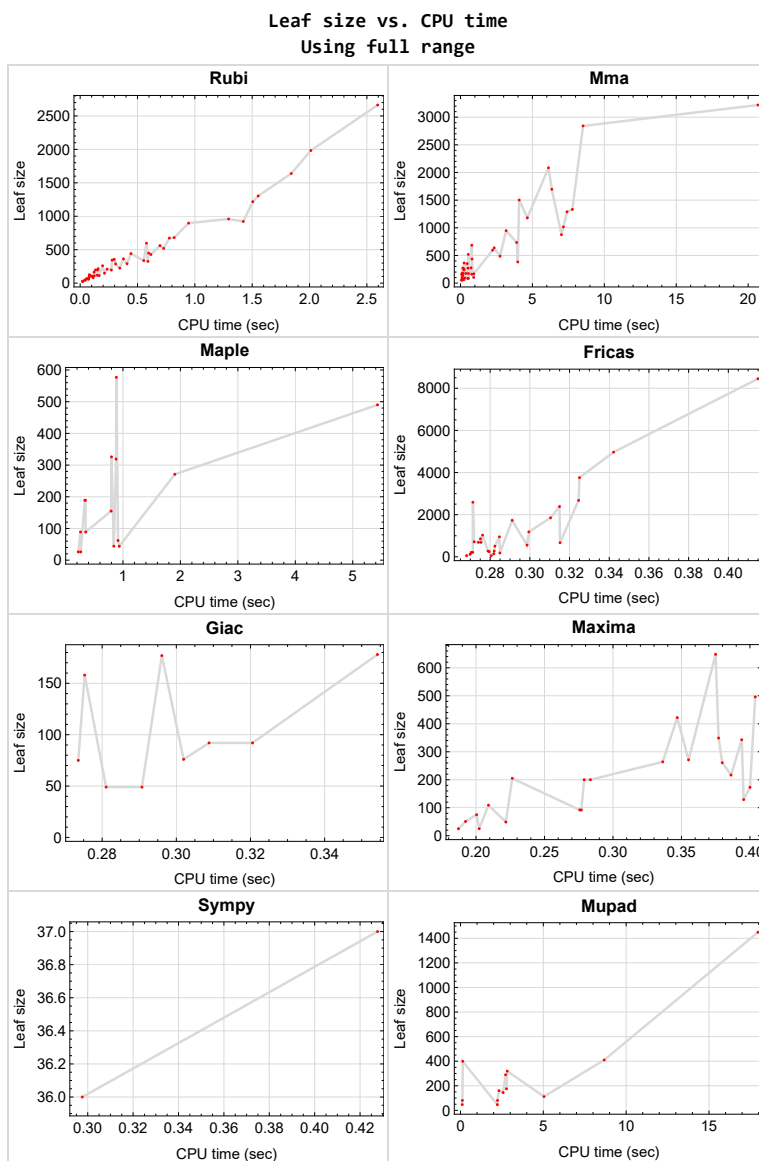 Leaf size vs. CPU time
Using full range
Rubi
Leaf size
2500
2000
1500
1000
500
0
0.0 0.5 1.0 1.5 2.0 2.5
CPU time (sec)
Mma
Leaf size
3000
2500
2000
1500
1000
500
0
0 5 10 15 20
CPU time (sec)
Maple
Leaf size
600
500
400
300
200
100
0
1 2 3 4 5
CPU time (sec)
Fricas
Leaf size
8000
6000
4000
2000
0
0.28 0.30 0.32 0.34 0.36 0.38 0.40
CPU time (sec)
Giac
Leaf size
150
100
50
0
0.28 0.30 0.32 0.34
CPU time (sec)
Maxima
Leaf size
600
500
400
300
200
100
0
0.20 0.25 0.30 0.35 0.40
CPU time (sec)
Sympy
Leaf size
37.0
36.8
36.6
36.4
36.2
36.0
0.30 0.32 0.34 0.36 0.38 0.40 0.42
CPU time (sec)
Mupad
Leaf size
1400
1200
1000
800
600
400
200
0
0 5 10 15
CPU time (sec)